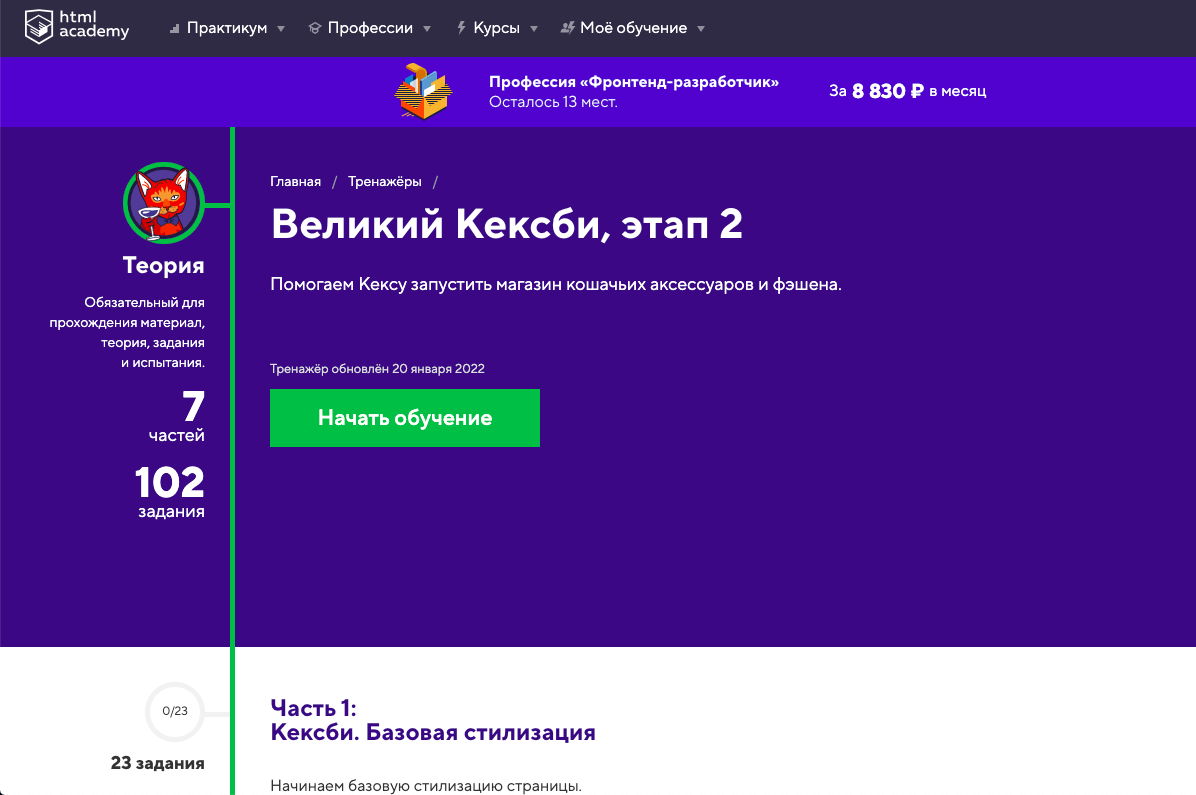 html
academy
Практикум
Профессии
Курсы
Моё обучение
Профессия «Фронтенд-разработчик»
Осталось 13 мест.
За 8 830 ₽ в месяц
Теория
Обязательный для
прохождения материал,
теория, задания
и испытания.
7
частей
102
задания
Главная / Тренажёры /
Великий Кексби, этап 2
Помогаем Кексу запустить магазин кошачьих аксессуаров и фэшена.
Тренажёр обновлён 20 января 2022
Начать обучение
0/23
23 задания
Часть 1:
Кексби. Базовая стилизация
Начинаем базовую стилизацию страницы.